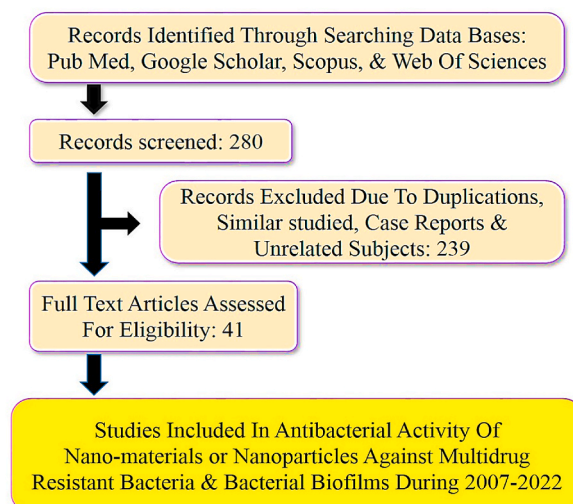 Records Identified Through Searching Data Bases:
Pub Med, Google Scholar, Scopus, & Web Of Sciences
Records screened: 280
Records Excluded Due To Duplications,
Similar studied, Case Reports &
Unrelated Subjects: 239
Full Text Articles Assessed
For Eligibility: 41
Studies Included In Antibacterial Activity Of
Nano-materials or Nanoparticles Against Multidrug
Resistant Bacteria & Bacterial Biofilms During 2007-2022